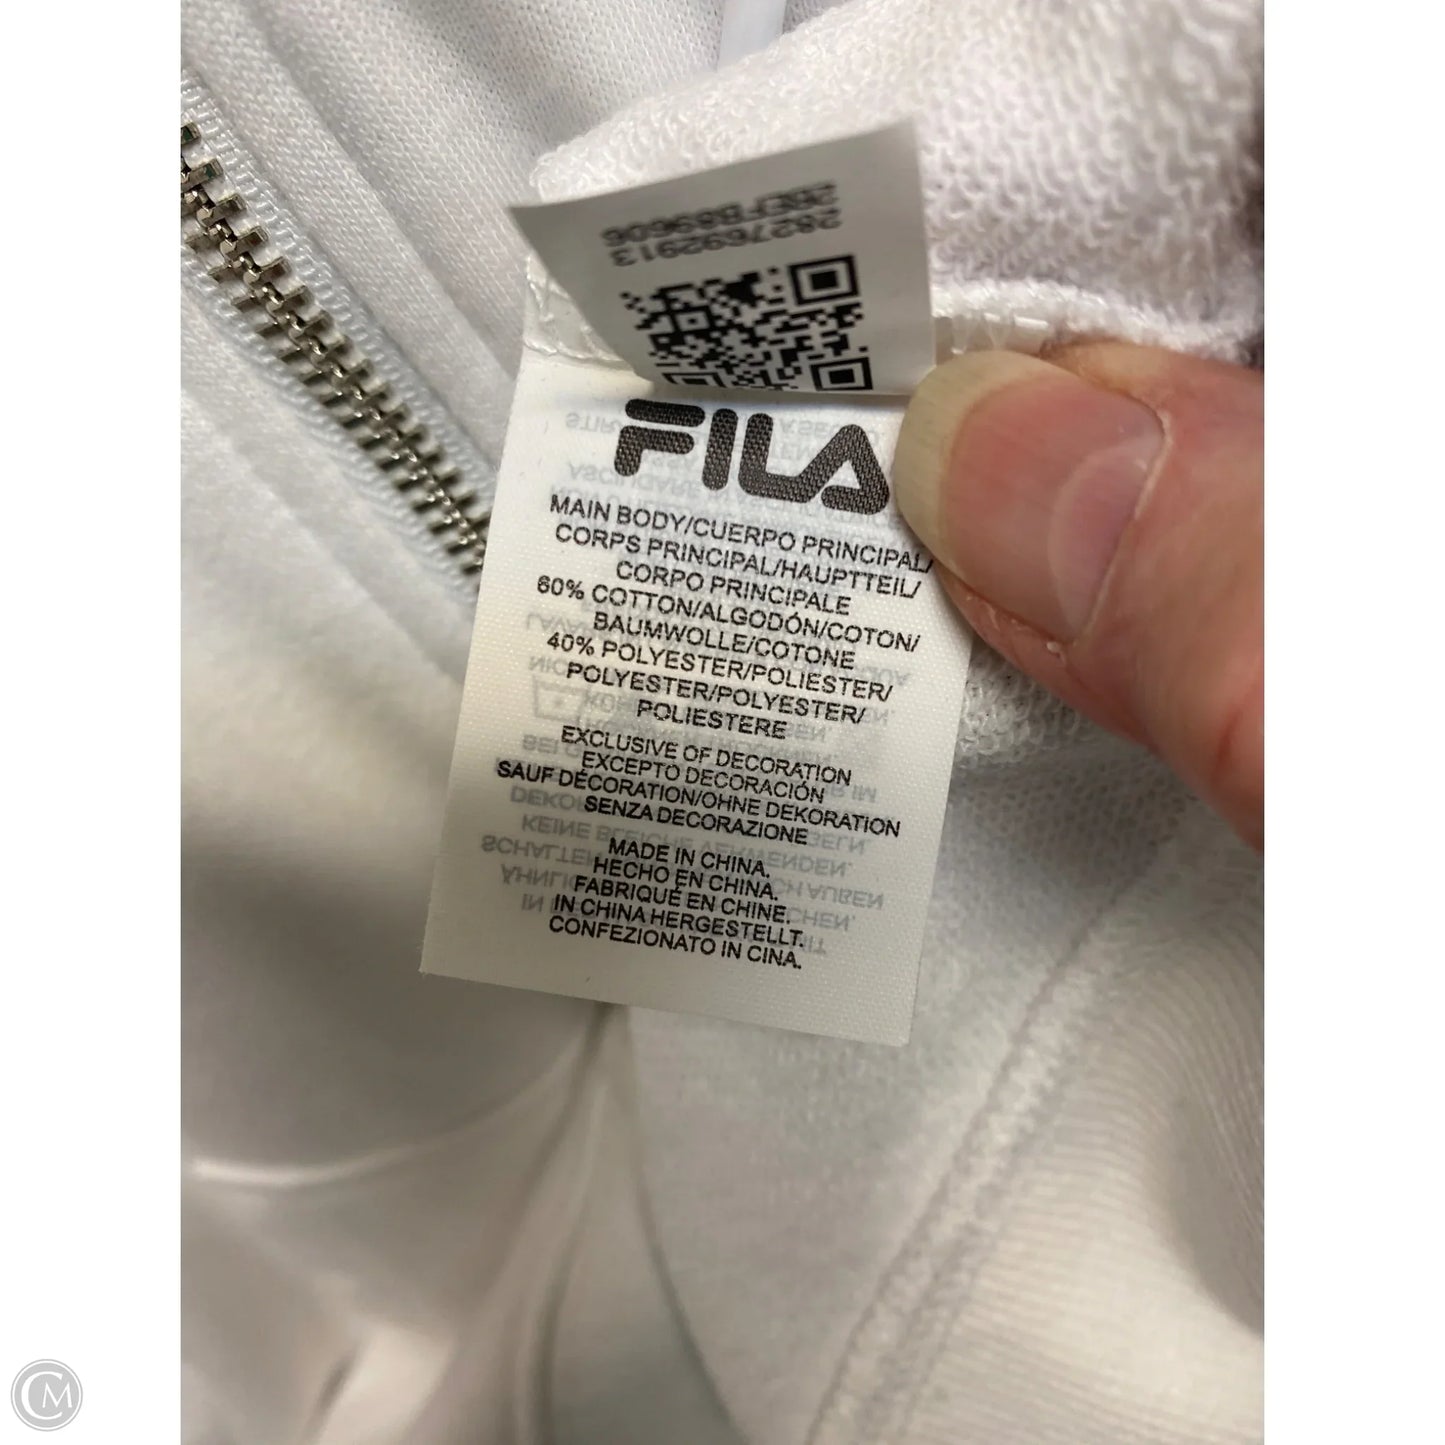 2827692913
FILA
MAIN BODY/CUERPO PRINCIPAL/
CORPS PRINCIPAL/HAUPTTEIL/
CORPO PRINCIPALE
60% COTTON/ALGODÓN/COTON/
BAUMWOLLE/COTONE
40% POLYESTER/POLIESTER/
POLYESTER/POLYESTER/
POLIESTERE
EXCLUSIVE OF DECORATION
EXCEPTO DECORACIÓN
SAUF DÉCORATION/OHNE DEKORATION
SENZA DECORAZIONE
MADE IN CHINA.
HECHO EN CHINA.
FABRIQUÉ EN CHINE.
IN CHINA HERGESTELLT.
CONFEZIONATO IN CINA.
CM